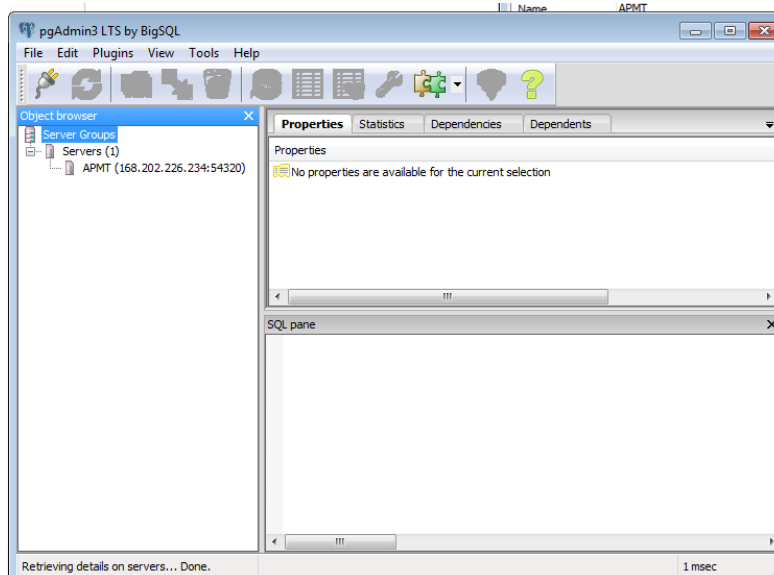 Name APMT
pgAdmin3 LTS by BigSQL
File Edit Plugins View Tools Help
Object browser
Server Groups
Servers (1)
APMT (168.202.226.234:54320)
Properties Statistics Dependencies Dependents
Properties
No properties are available for the current selection
SQL pane
Retrieving details on servers... Done.
1 msec